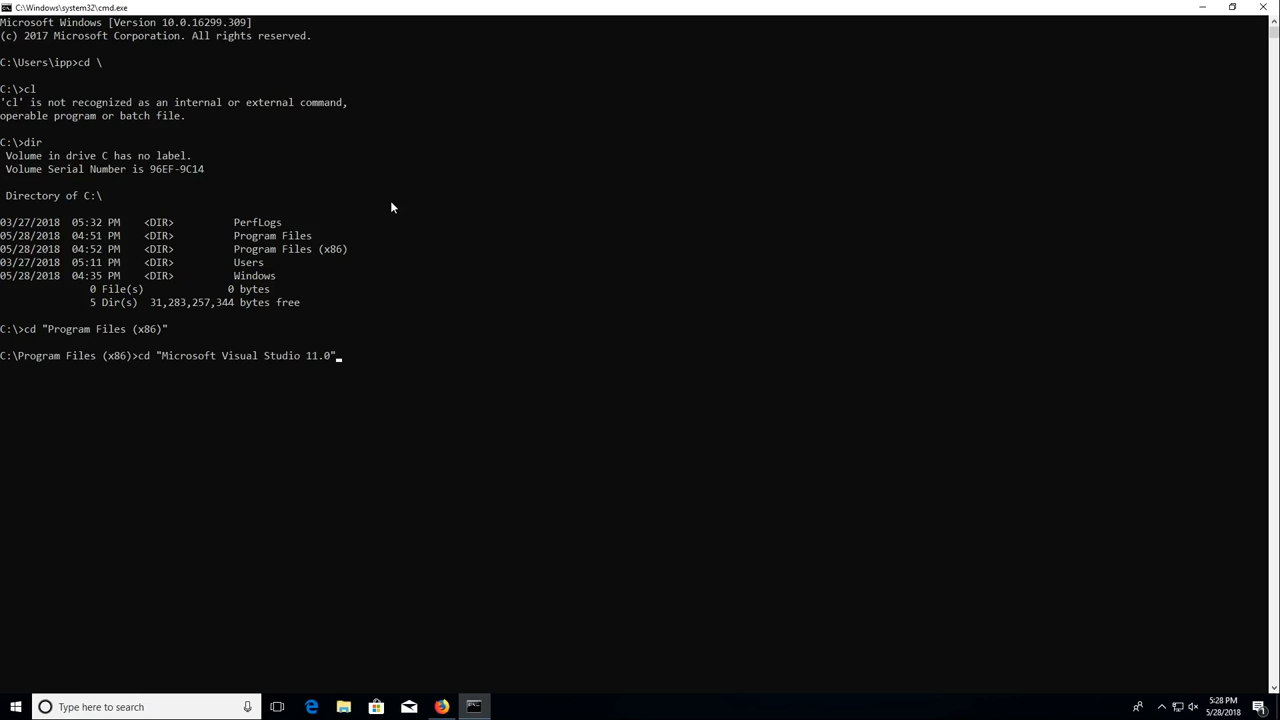 C:\Windows\system32\cmd.exe
Microsoft Windows [Version 10.0.16299.309]
(c) 2017 Microsoft Corporation. All rights reserved.
C:\Users\ipp>cd \
C:\>cl
'cl' is not recognized as an internal or external command,
operable program or batch file.
C:\>dir
 Volume in drive C has no label.
 Volume Serial Number is 96EF-9C14
 Directory of C:\
03/27/2018  05:32 PM    <DIR>          PerfLogs
05/28/2018  04:51 PM    <DIR>          Program Files
05/28/2018  04:52 PM    <DIR>          Program Files (x86)
03/27/2018  05:11 PM    <DIR>          Users
05/28/2018  04:35 PM    <DIR>          Windows
               0 File(s)              0 bytes
               5 Dir(s)  31,283,257,344 bytes free
C:\>cd "Program Files (x86)"
C:\Program Files (x86)>cd "Microsoft Visual Studio 11.0"
Type here to search
5:28 PM
5/28/2018
1